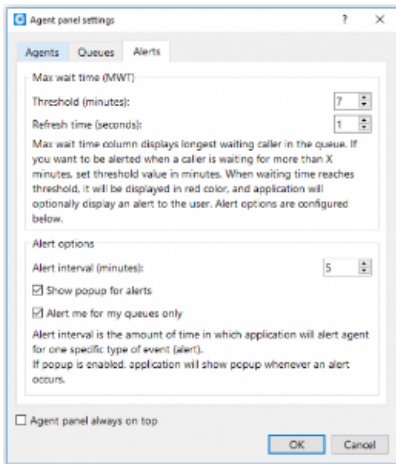 Agent panel settings ? ×
Agents Queues Alerts
Max wait time (MWT)
Threshold (minutes): 7
Refresh time (seconds): 1
Max wait time column displays longest waiting caller in the queue. If
you want to be alerted when a caller is waiting for more than X
minutes, set threshold value in minutes. When waiting time reaches
threshold, it will be displayed in red color, and application will
optionally display an alert to the user. Alert options are configured
below.
Alert options
Alert interval (minutes): 5
Show popup for alerts
Alert me for my queues only
Alert interval is the amount of time in which application will alert agent
for one specific type of event (alert).
If popup is enabled, application will show popup whenever an alert
occurs.
Agent panel always on top
OK Cancel